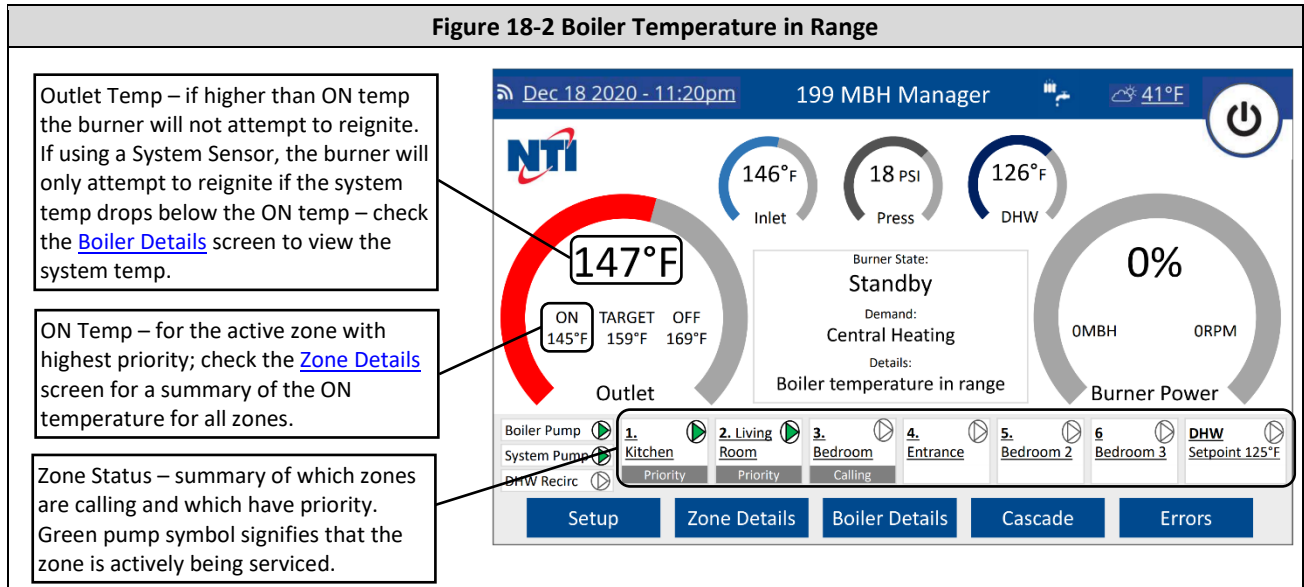 Figure 18-2 Boiler Temperature in Range
Outlet Temp – if higher than ON temp
the burner will not attempt to reignite.
If using a System Sensor, the burner will
only attempt to reignite if the system
temp drops below the ON temp – check
the Boiler Details screen to view the
system temp.
ON Temp – for the active zone with
highest priority; check the Zone Details
screen for a summary of the ON
temperature for all zones.
Zone Status – summary of which zones
are calling and which have priority.
Green pump symbol signifies that the
zone is actively being serviced.
Dec 18 2020 - 11:20pm 199 MBH Manager 41°F
NTI
146°F
Inlet
18 PSI
Press
126°F
DHW
147°F
ON TARGET OFF
145°F 159°F 169°F
Outlet
Burner State:
Standby
Demand:
Central Heating
Details:
Boiler temperature in range
0%
0MBH 0RPM
Burner Power
Boiler Pump
System Pump
DHW Recirc
1.
Kitchen
Priority
2. Living
Room
Priority
3.
Bedroom
Calling
4.
Entrance
5.
Bedroom 2
6
Bedroom 3
DHW
Setpoint 125°F
Setup Zone Details Boiler Details Cascade Errors